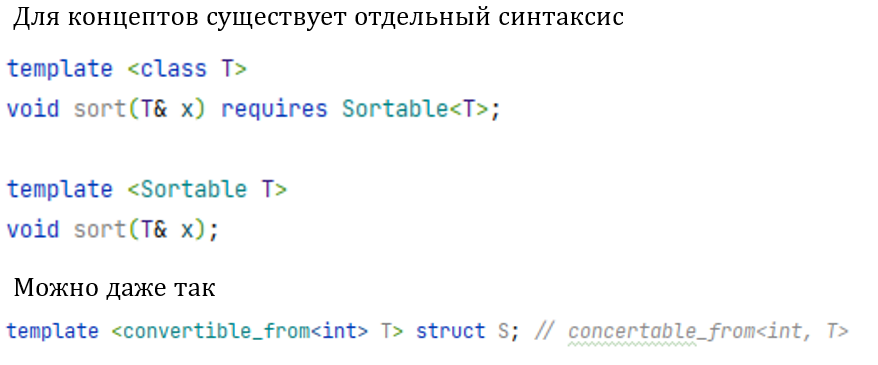 Для концептов существует отдельный синтаксис
template <class T>
void sort(T& x) requires Sortable<T>;
template <Sortable T>
void sort(T& x);
Можно даже так
template <convertible_from<int> T> struct S; // concertable_from<int, T>